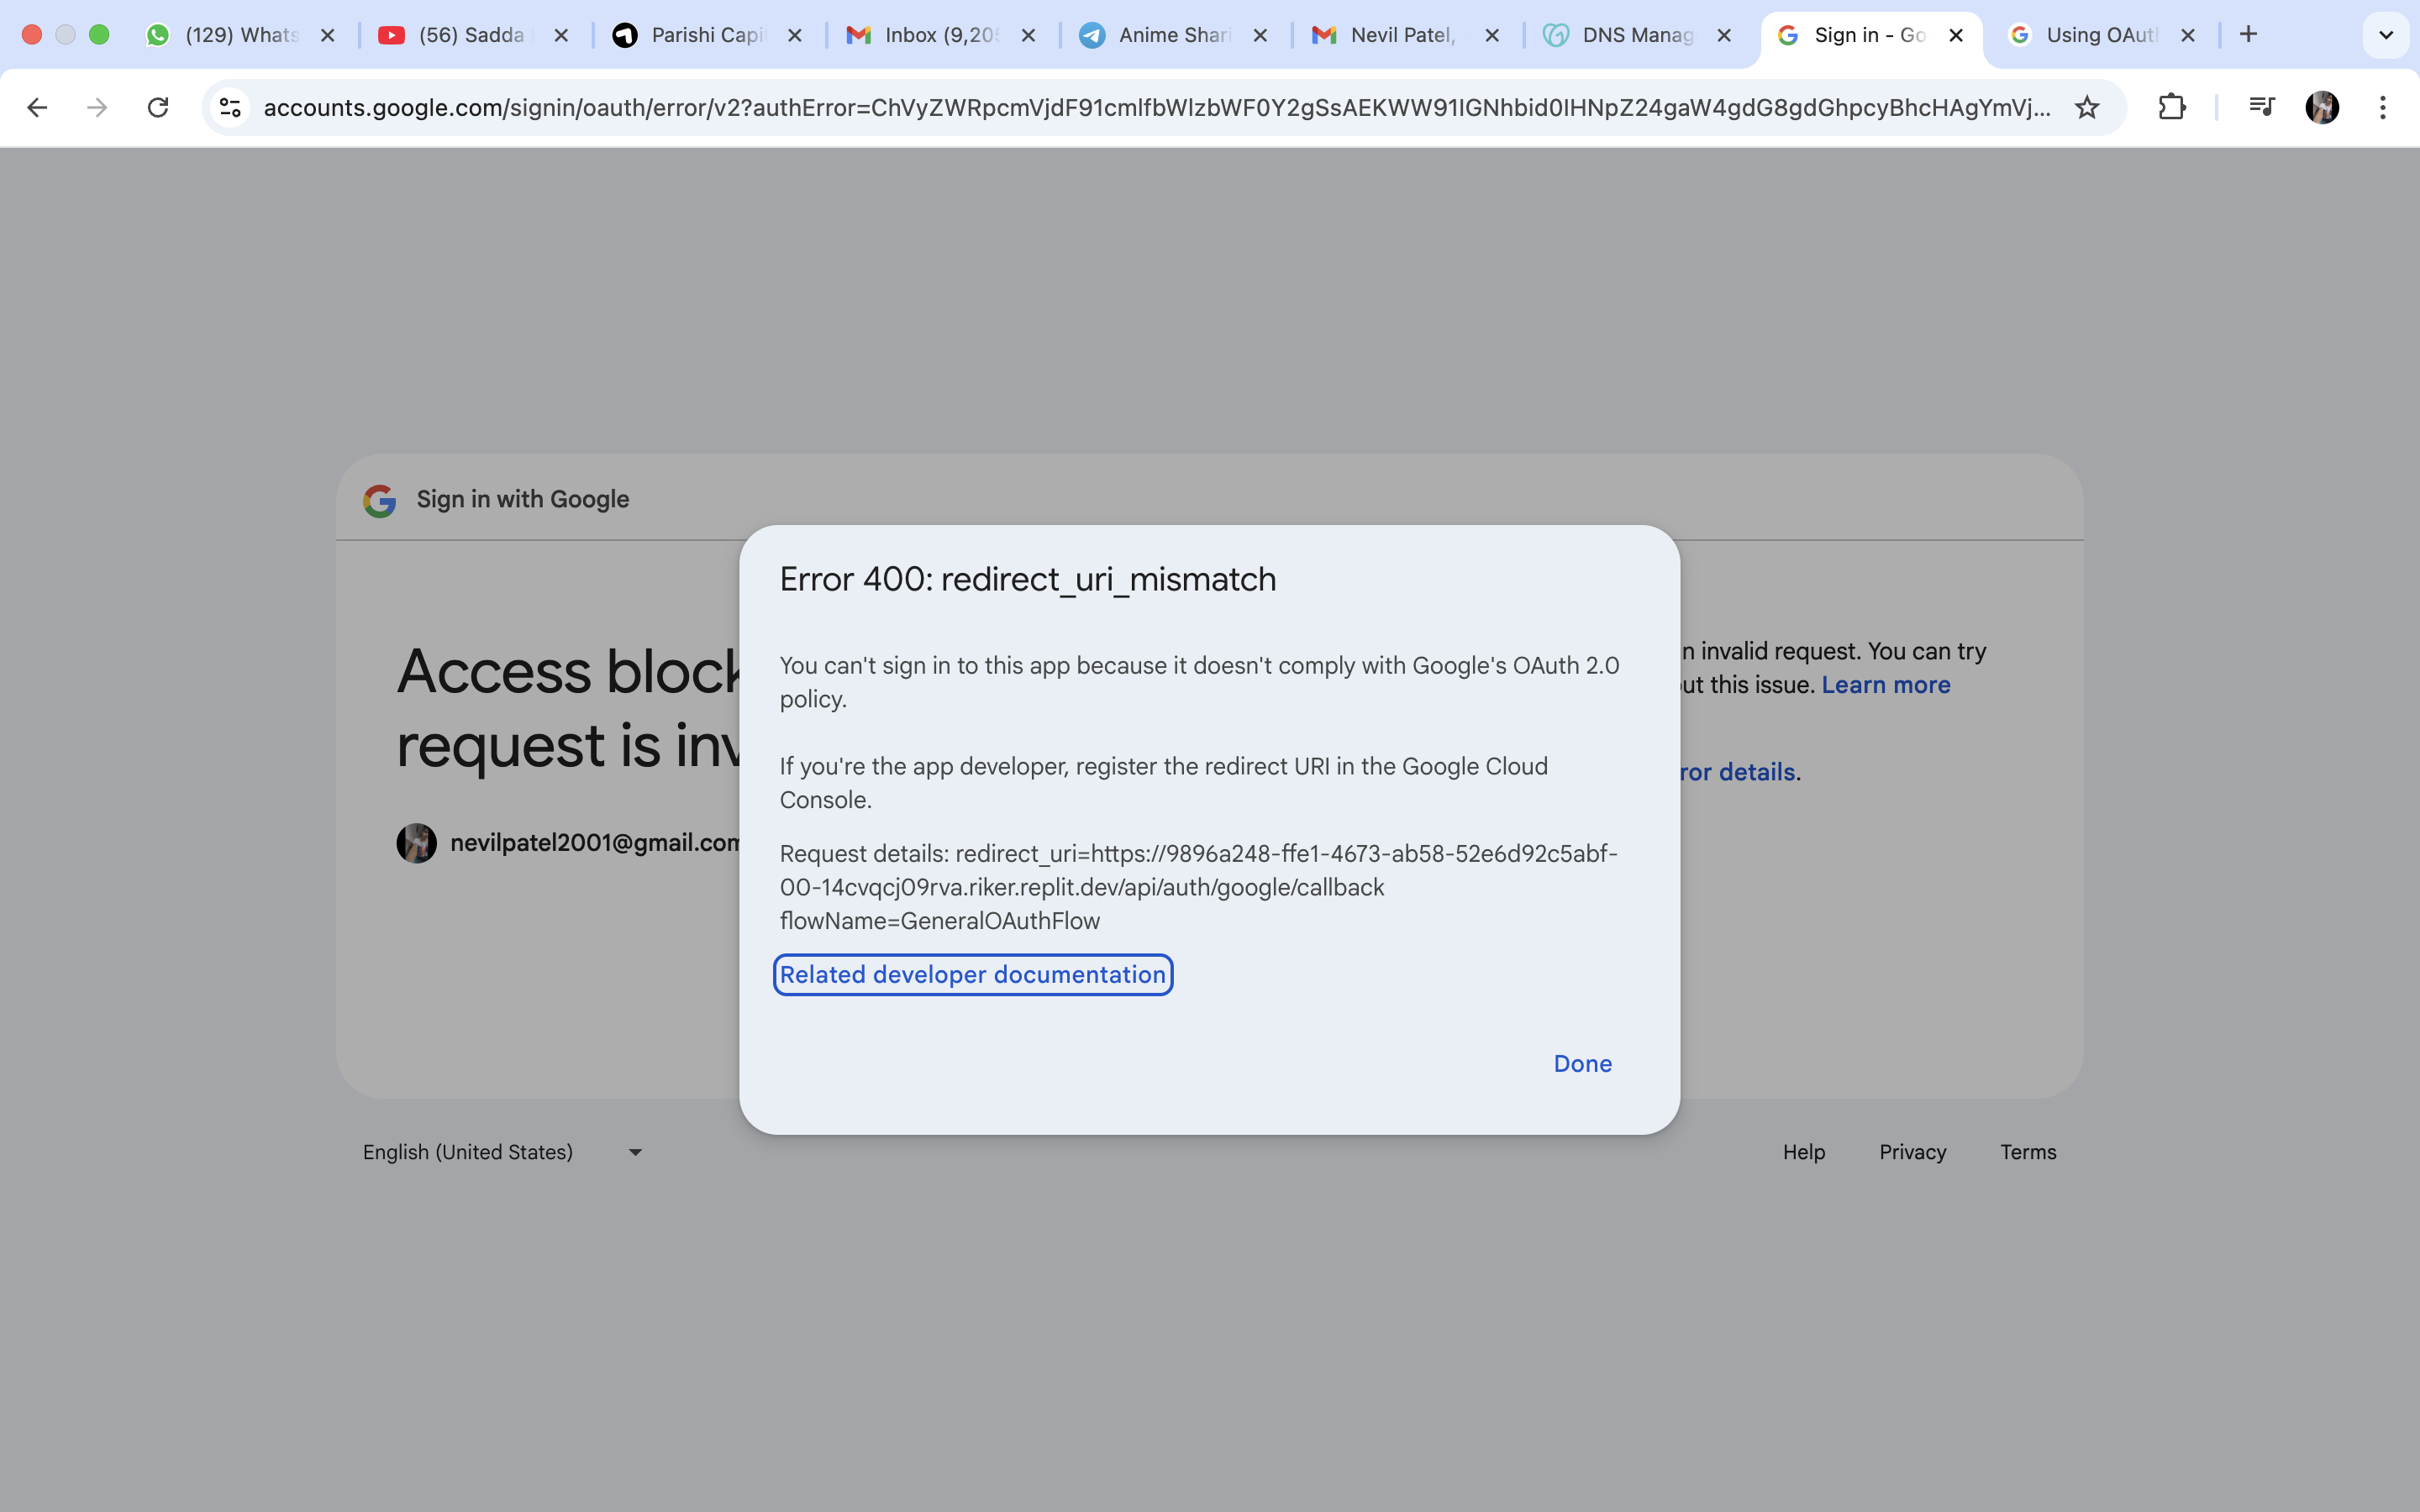 (129) Whats
(56) Sadda
Parishi Capi
Inbox (9,205
Anime Shari
Nevil Patel,
DNS Manag
Sign in - Go
Using OAut
accounts.google.com/signin/oauth/error/v2?authError=ChVyZWRpcmVjdF91cmlfbWlzbWF0Y2gSsAEKWW91IGNhbid0IHNpZ24gaW4gdG8gdGhpcyBhcHAgYmVj...
Sign in with Google
Access block
request is inv
nevilpatel2001@gmail.com
n invalid request. You can try
ut this issue. Learn more
ror details.
Error 400: redirect_uri_mismatch
You can't sign in to this app because it doesn't comply with Google's OAuth 2.0
policy.
If you're the app developer, register the redirect URI in the Google Cloud
Console.
Request details: redirect_uri=https://9896a248-ffe1-4673-ab58-52e6d92c5abf-
00-14cvqcj09rva.riker.replit.dev/api/auth/google/callback
flowName=GeneralOAuthFlow
Related developer documentation
Done
English (United States)
Help
Privacy
Terms